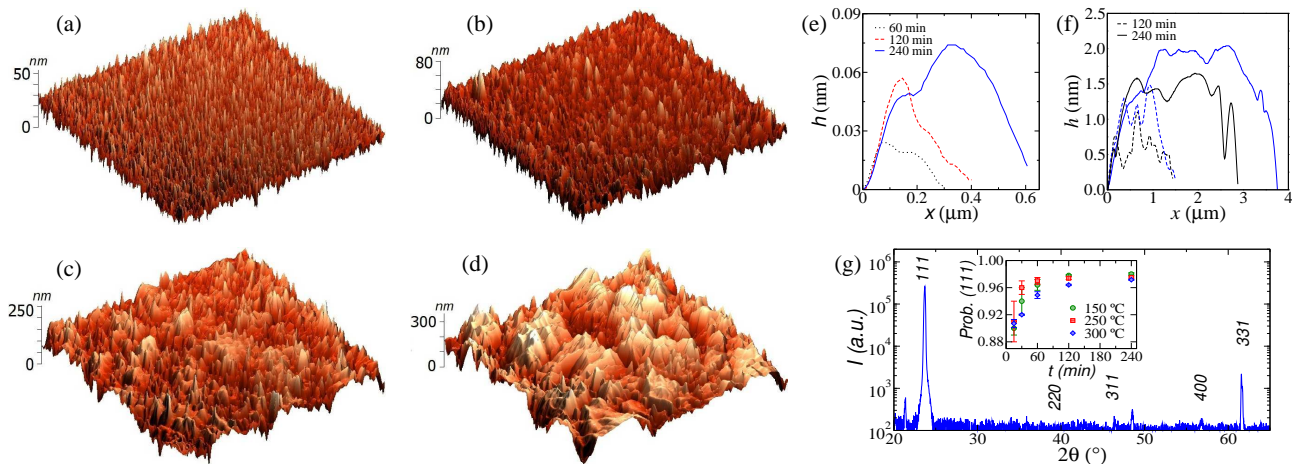 (a)
nm
50
0
(b)
nm
80
0
(c)
nm
250
0
(d)
nm
300
0
(e)
0.09
0.06
0.03
0
h (nm)
60 min
120 min
240 min
0 0.2 0.4 0.6
x (μm)
(f)
2.5
2.0
1.5
1.0
0.5
0.0
h (nm)
120 min
240 min
0 1 2 3 4
x (μm)
(g)
10^6
10^5
10^4
10^3
10^2
I (a.u.)
111
220
311
400
331
20 30 40 50 60
2θ (°)
1.00
0.96
0.92
0.88
Prob. (111)
150 ºC
250 ºC
300 ºC
0 60 120 180 240
t (min)